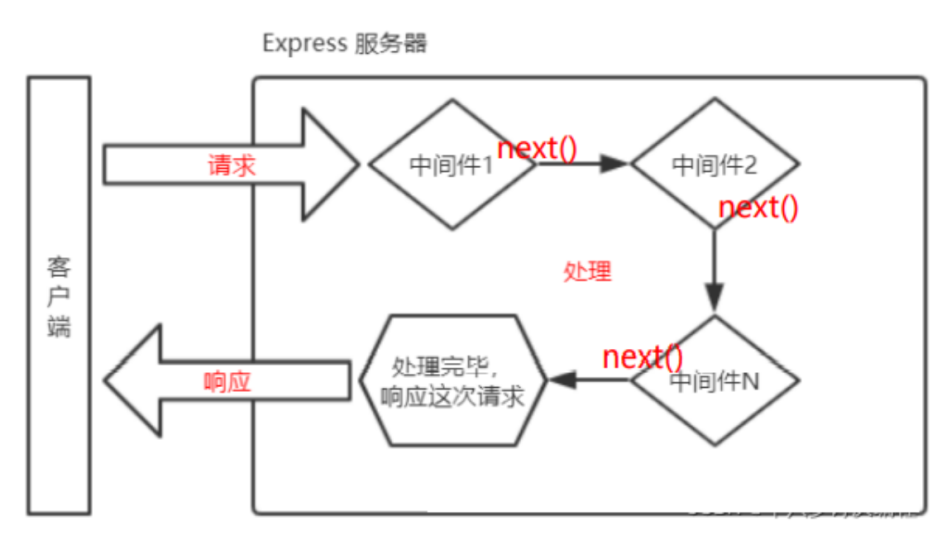 Express 服务器
请求
中间件1
next()
中间件2
next()
客户端
处理
next()
处理完毕，
响应这次请求
中间件N
响应